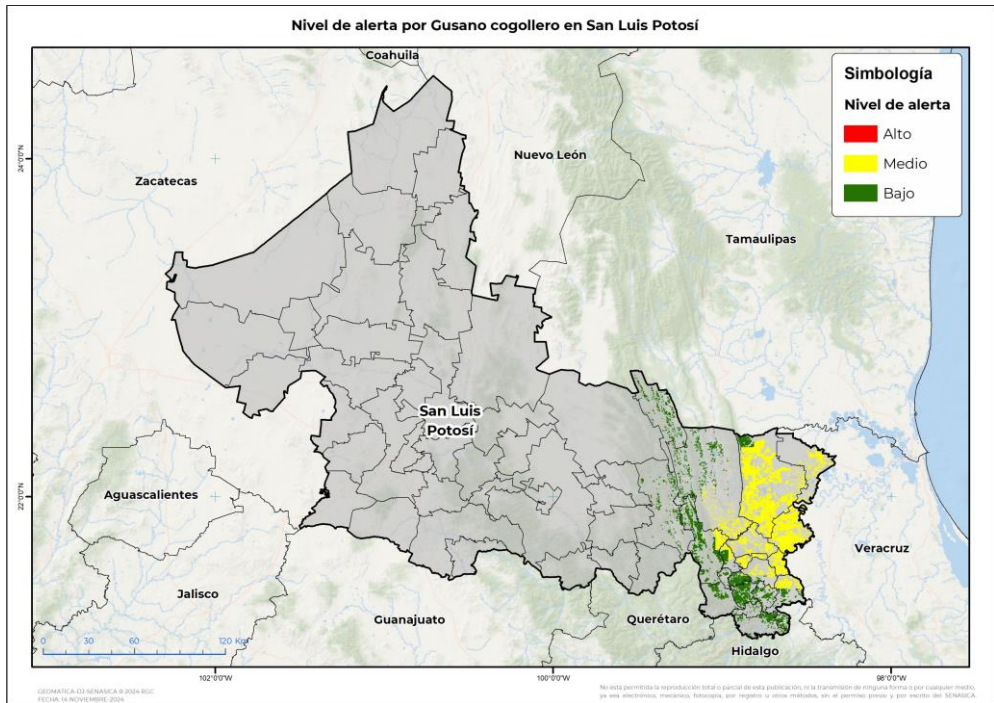 Nivel de alerta por Gusano cogollero en San Luis Potosí
Coahuila
Simbología
Nivel de alerta
Alto
Medio
Bajo
24°0'0"N
Nuevo León
Zacatecas
Tamaulipas
San Luis
Potosí
22°0'0"N
Aguascalientes
Veracruz
Jalisco
Guanajuato
Querétaro
Hidalgo
0 30 60 120 Km
102°0'0"W 100°0'0"W 98°0'0"W
GEOMATICA-DJ-SENASICA ® 2024 BGC
FECHA: 14-NOVIEMBRE-2024
No está permitida la reproducción total o parcial de esta publicación, ni la transmisión de ninguna forma o por cualquier medio,
ya sea electrónico, mecánico, fotocopia, por registro u otros métodos, sin el permiso previo y por escrito del SENASICA.